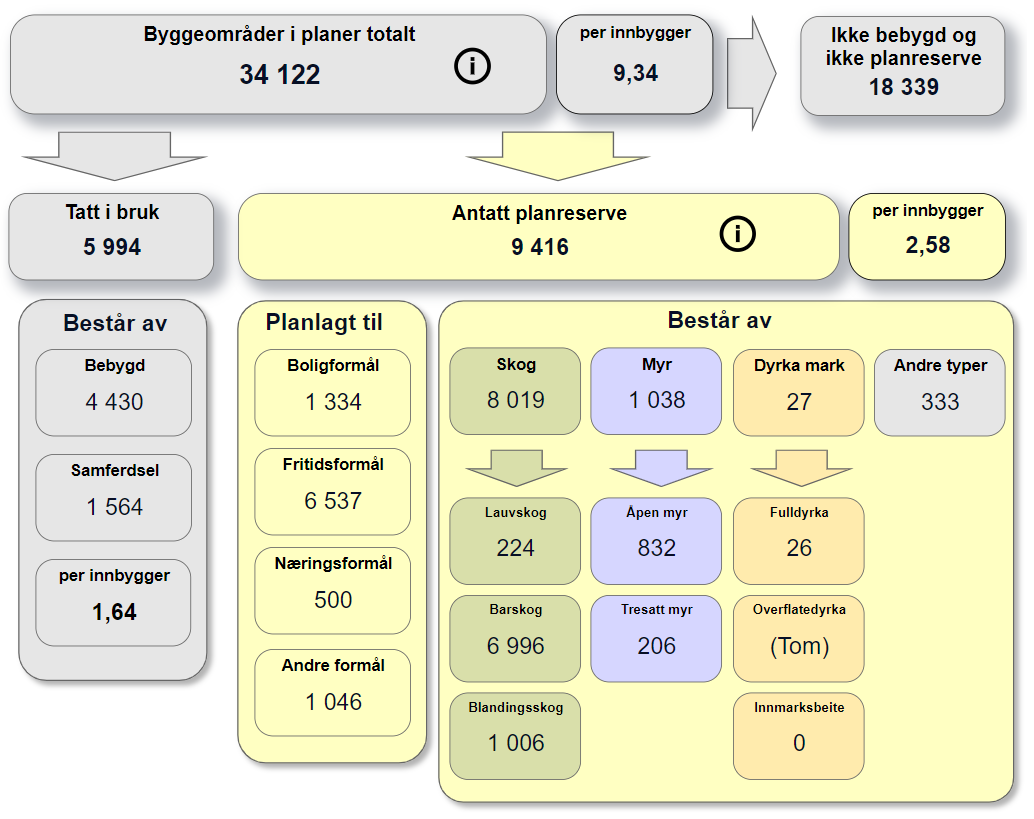 Byggeområder i planer totalt
34 122
per innbygger
9,34
Ikke bebygd og
ikke planreserve
18 339
Tatt i bruk
5 994
Antatt planreserve
9 416
per innbygger
2,58
Består av
Bebygd
4 430
Samferdsel
1 564
per innbygger
1,64
Planlagt til
Boligformål
1 334
Fritidsformål
6 537
Næringsformål
500
Andre formål
1 046
Består av
Skog
8 019
Myr
1 038
Dyrka mark
27
Andre typer
333
Lauvskog
224
Åpen myr
832
Fulldyrka
26
Barskog
6 996
Tresatt myr
206
Overflatedyrka
(Tom)
Blandingsskog
1 006
Innmarksbeite
0